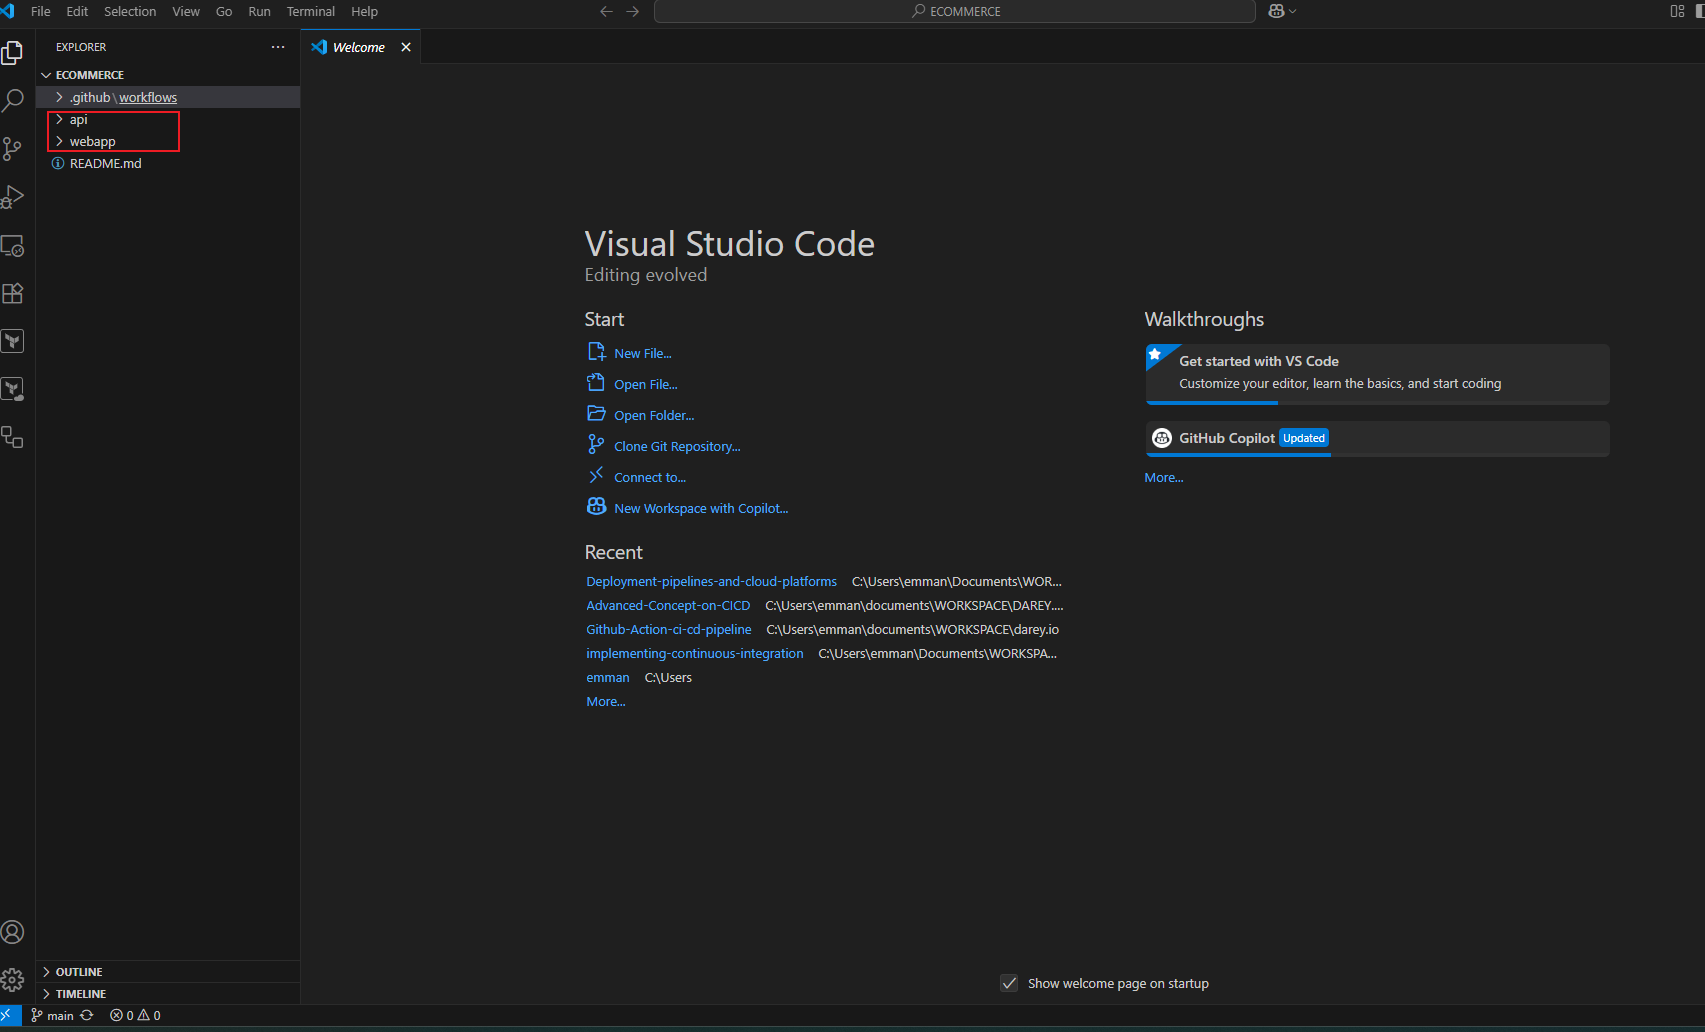 File Edit Selection View Go Run Terminal Help
ECOMMERCE
EXPLORER
Welcome
ECOMMERCE
.github\workflows
api
webapp
README.md
Visual Studio Code
Editing evolved
Start
New File...
Open File...
Open Folder...
Clone Git Repository...
Connect to...
New Workspace with Copilot...
Walkthroughs
Get started with VS Code
Customize your editor, learn the basics, and start coding
GitHub Copilot Updated
More...
Recent
Deployment-pipelines-and-cloud-platforms C:\Users\emman\Documents\WOR...
Advanced-Concept-on-CICD C:\Users\emman\documents\WORKSPACE\DAREY....
Github-Action-ci-cd-pipeline C:\Users\emman\documents\WORKSPACE\darey.io
implementing-continuous-integration C:\Users\emman\Documents\WORKSPA...
emman C:\Users
More...
Show welcome page on startup
OUTLINE
TIMELINE
main 0 0